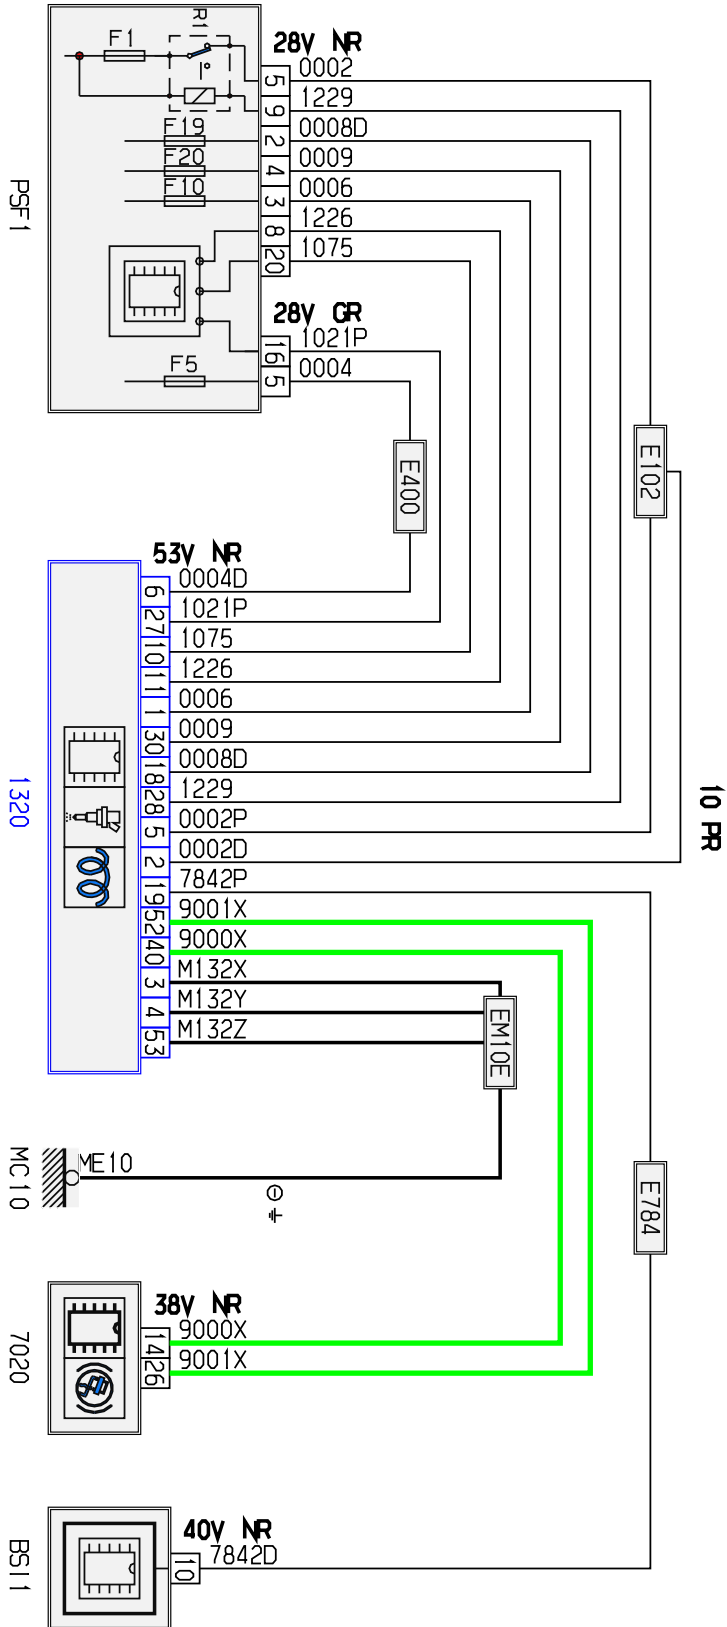 R1
F1
28V NR
5 0002
9 1229
F19
2 0008D
F20
4 0009
F10
3 0006
8 1226
20 1075
PSF1
28V GR
16 1021P
5 0004
F5
E400
E102
53V NR
6 0004D
27 1021P
10 1075
11 1226
1 0006
30 0009
18 0008D
28 1229
5 0002P
2 0002D
19 7842P
52 9001X
40 9000X
3 M132X
4 M132Y
53 M132Z
1320
10 PR
EM10E
ME10
MC10
E784
38V NR
14 9000X
26 9001X
7020
40V NR
10 7842D
BSI1